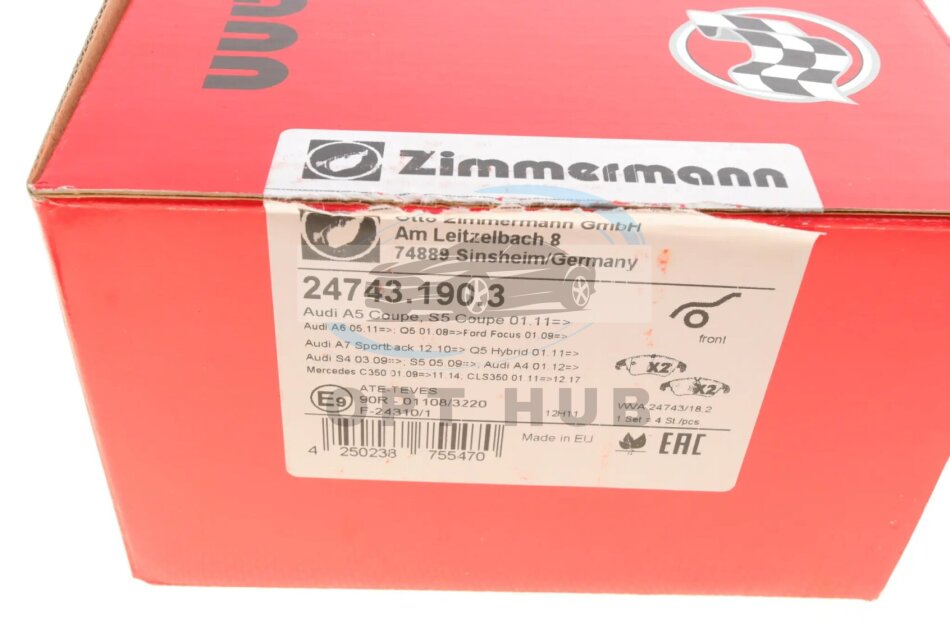 Zimmermann
Otto Zimmermann GmbH
Am Leitzelbach 8
74889 Sinsheim/Germany
24743.190.3
Audi A5 Coupe, S5 Coupe 01.11=>
Audi A6 05.11=>; Q5 01.08=>Ford Focus 01.09=>
Audi A7 Sportback 12.10=> Q5 Hybrid 01.11=>
Audi S4 03.09=>; S5 05.09=>; Audi A4 01.12=>
Mercedes C350 01.09=>11.14, CLS350 01.11=>12.17
front
X2
X2
E9
ATE-TEVES
90R - 01108/3220
F-24310/1
12H11
WVA 24743/18.2
1 Set = 4 St./pcs
OPT HUB
Made in EU
EAC
4 250238 755470